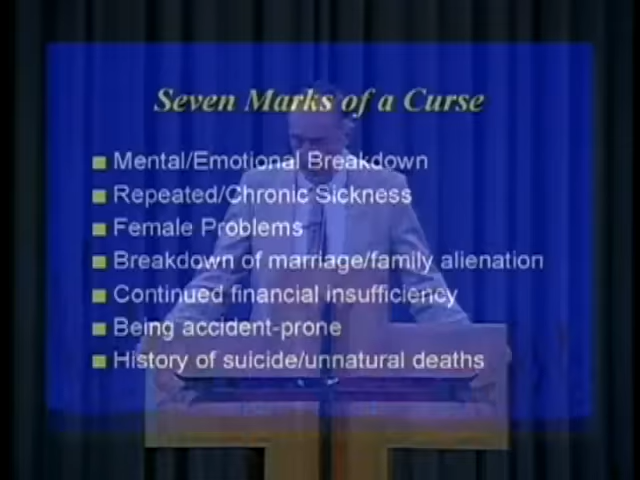 Seven Marks of a Curse
Mental/Emotional Breakdown
Repeated/Chronic Sickness
Female Problems
Breakdown of marriage/family alienation
Continued financial insufficiency
Being accident-prone
History of suicide/unnatural deaths